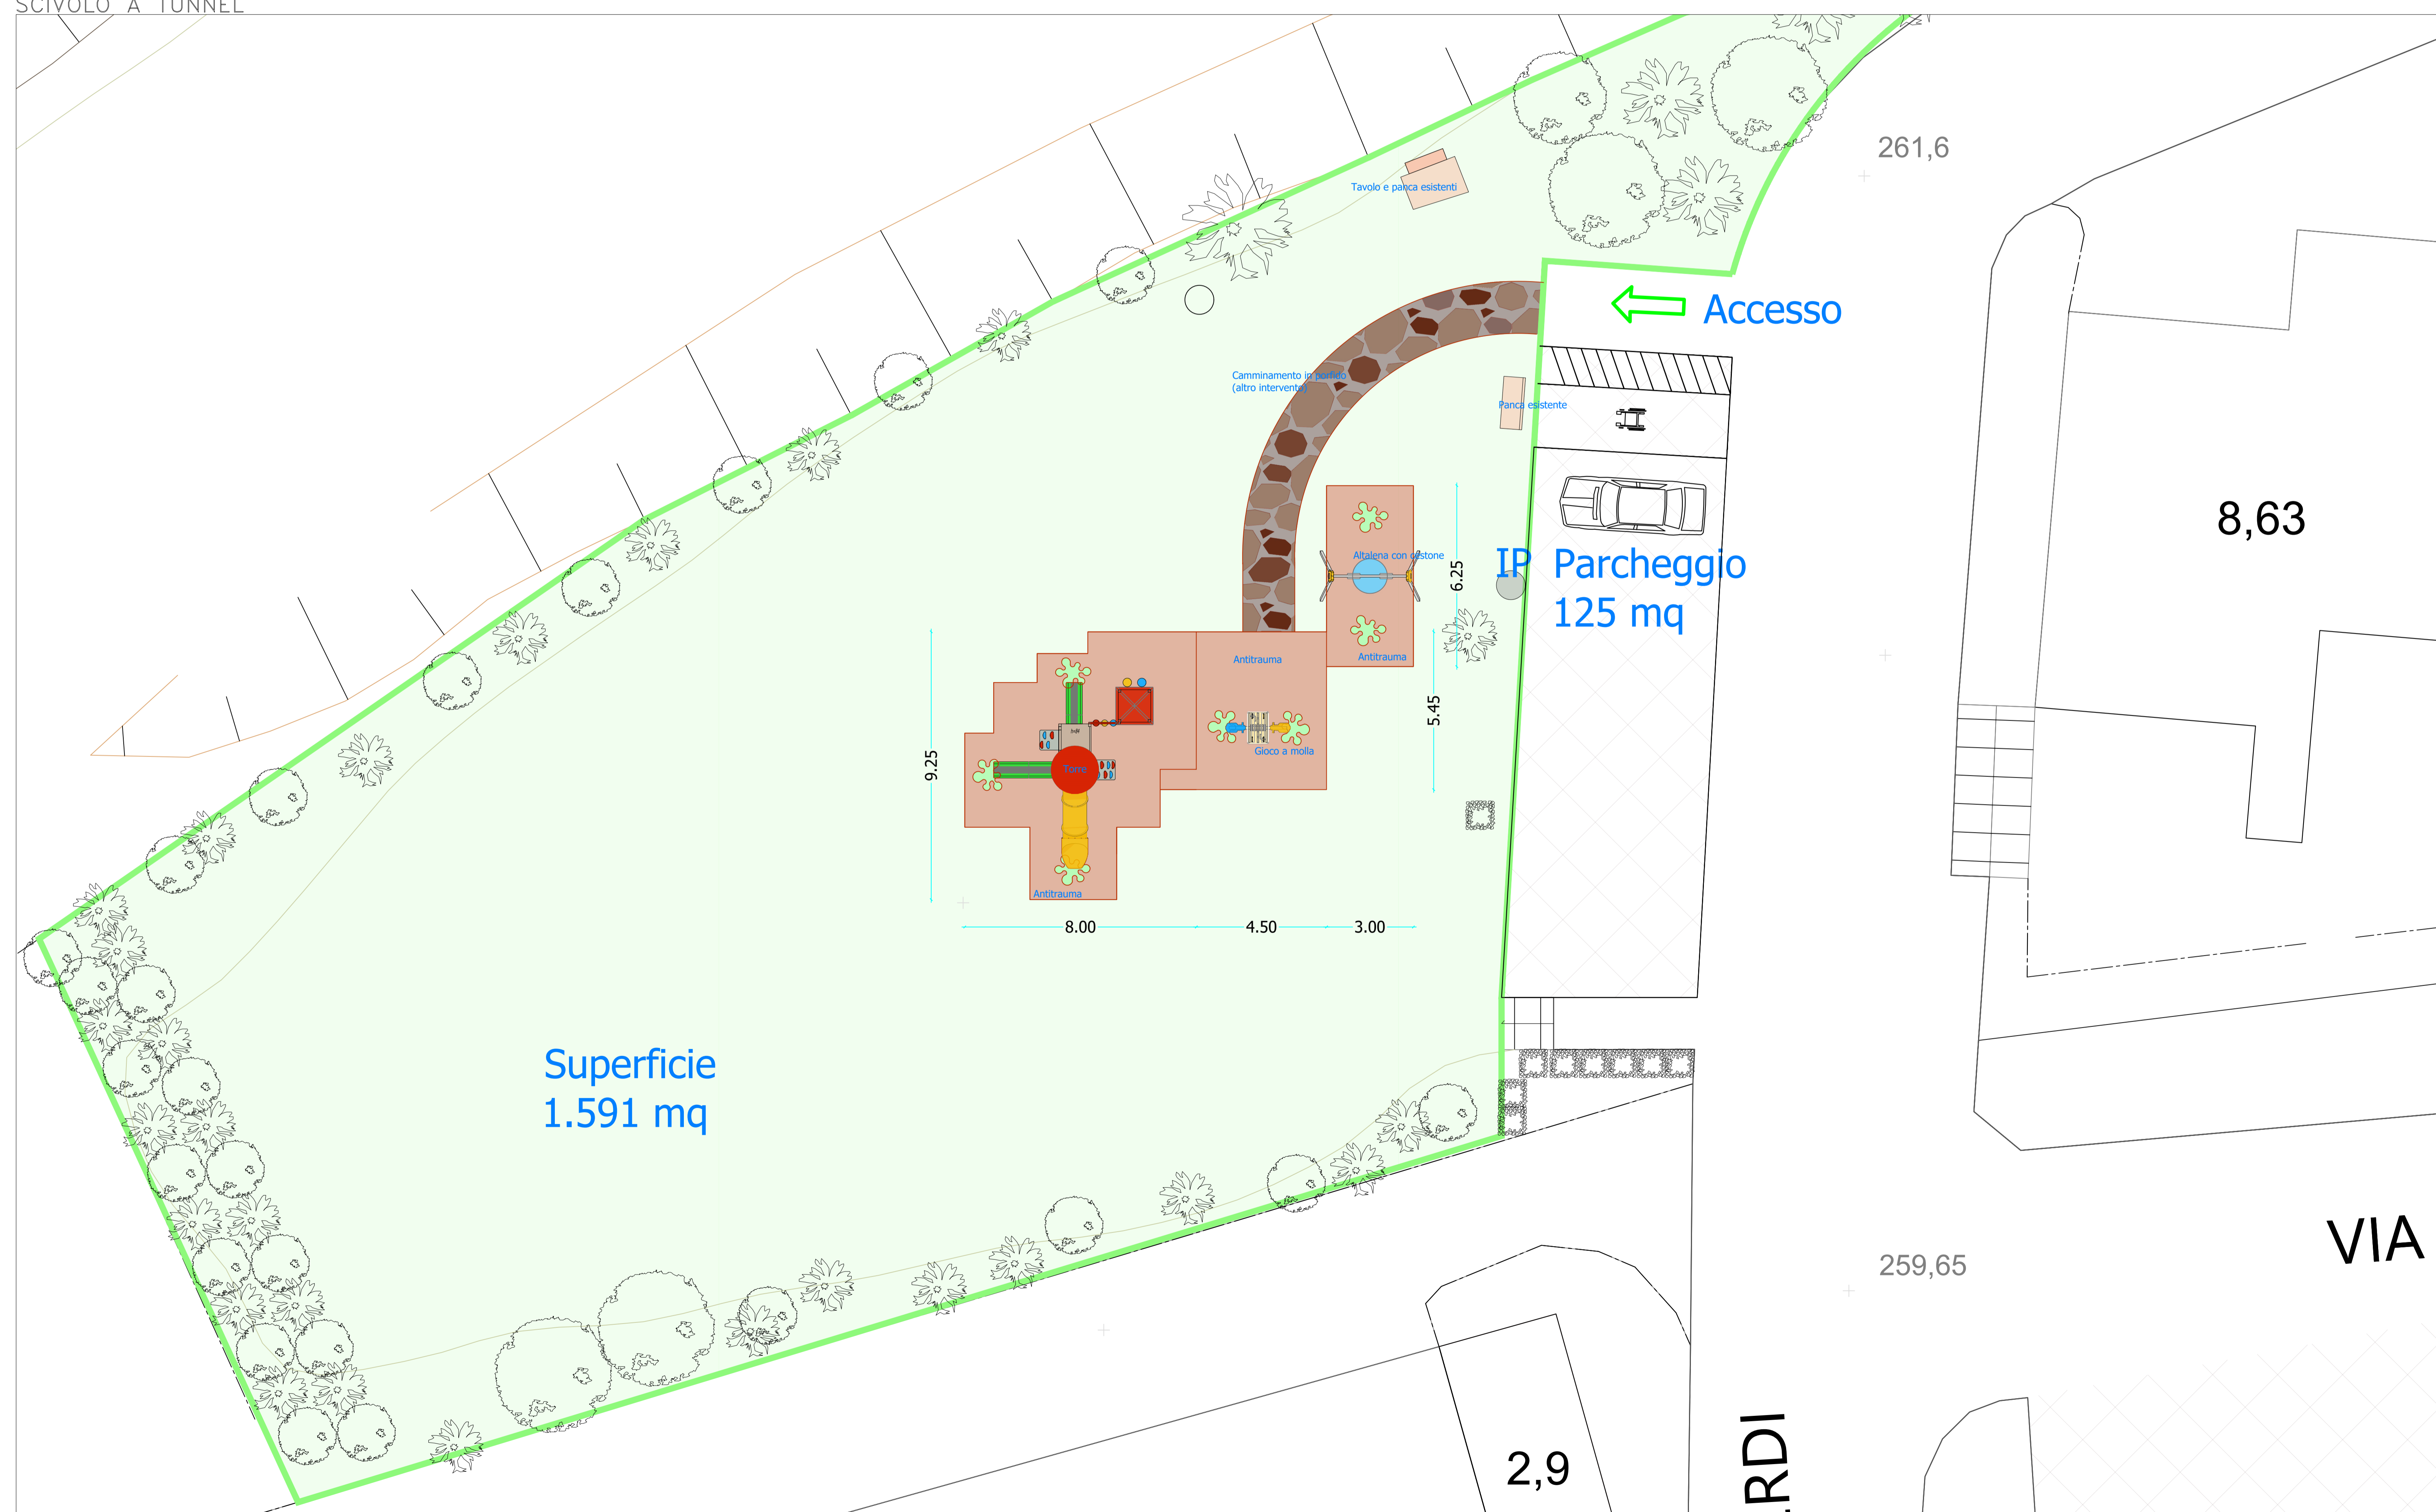 SCIVOLO A TUNNEL
261,6
Tavolo e panca esistenti
Accesso
Camminamento in porfido
(altro intervento)
Panca esistente
8,63
Altalena con cestone
6.25
IP Parcheggio
125 mq
Antitrauma
Antitrauma
5.45
9.25
Gioco a molla
Torre
Antitrauma
8.00
4.50
3.00
Superficie
1.591 mq
VIA
259,65
2,9
RDI